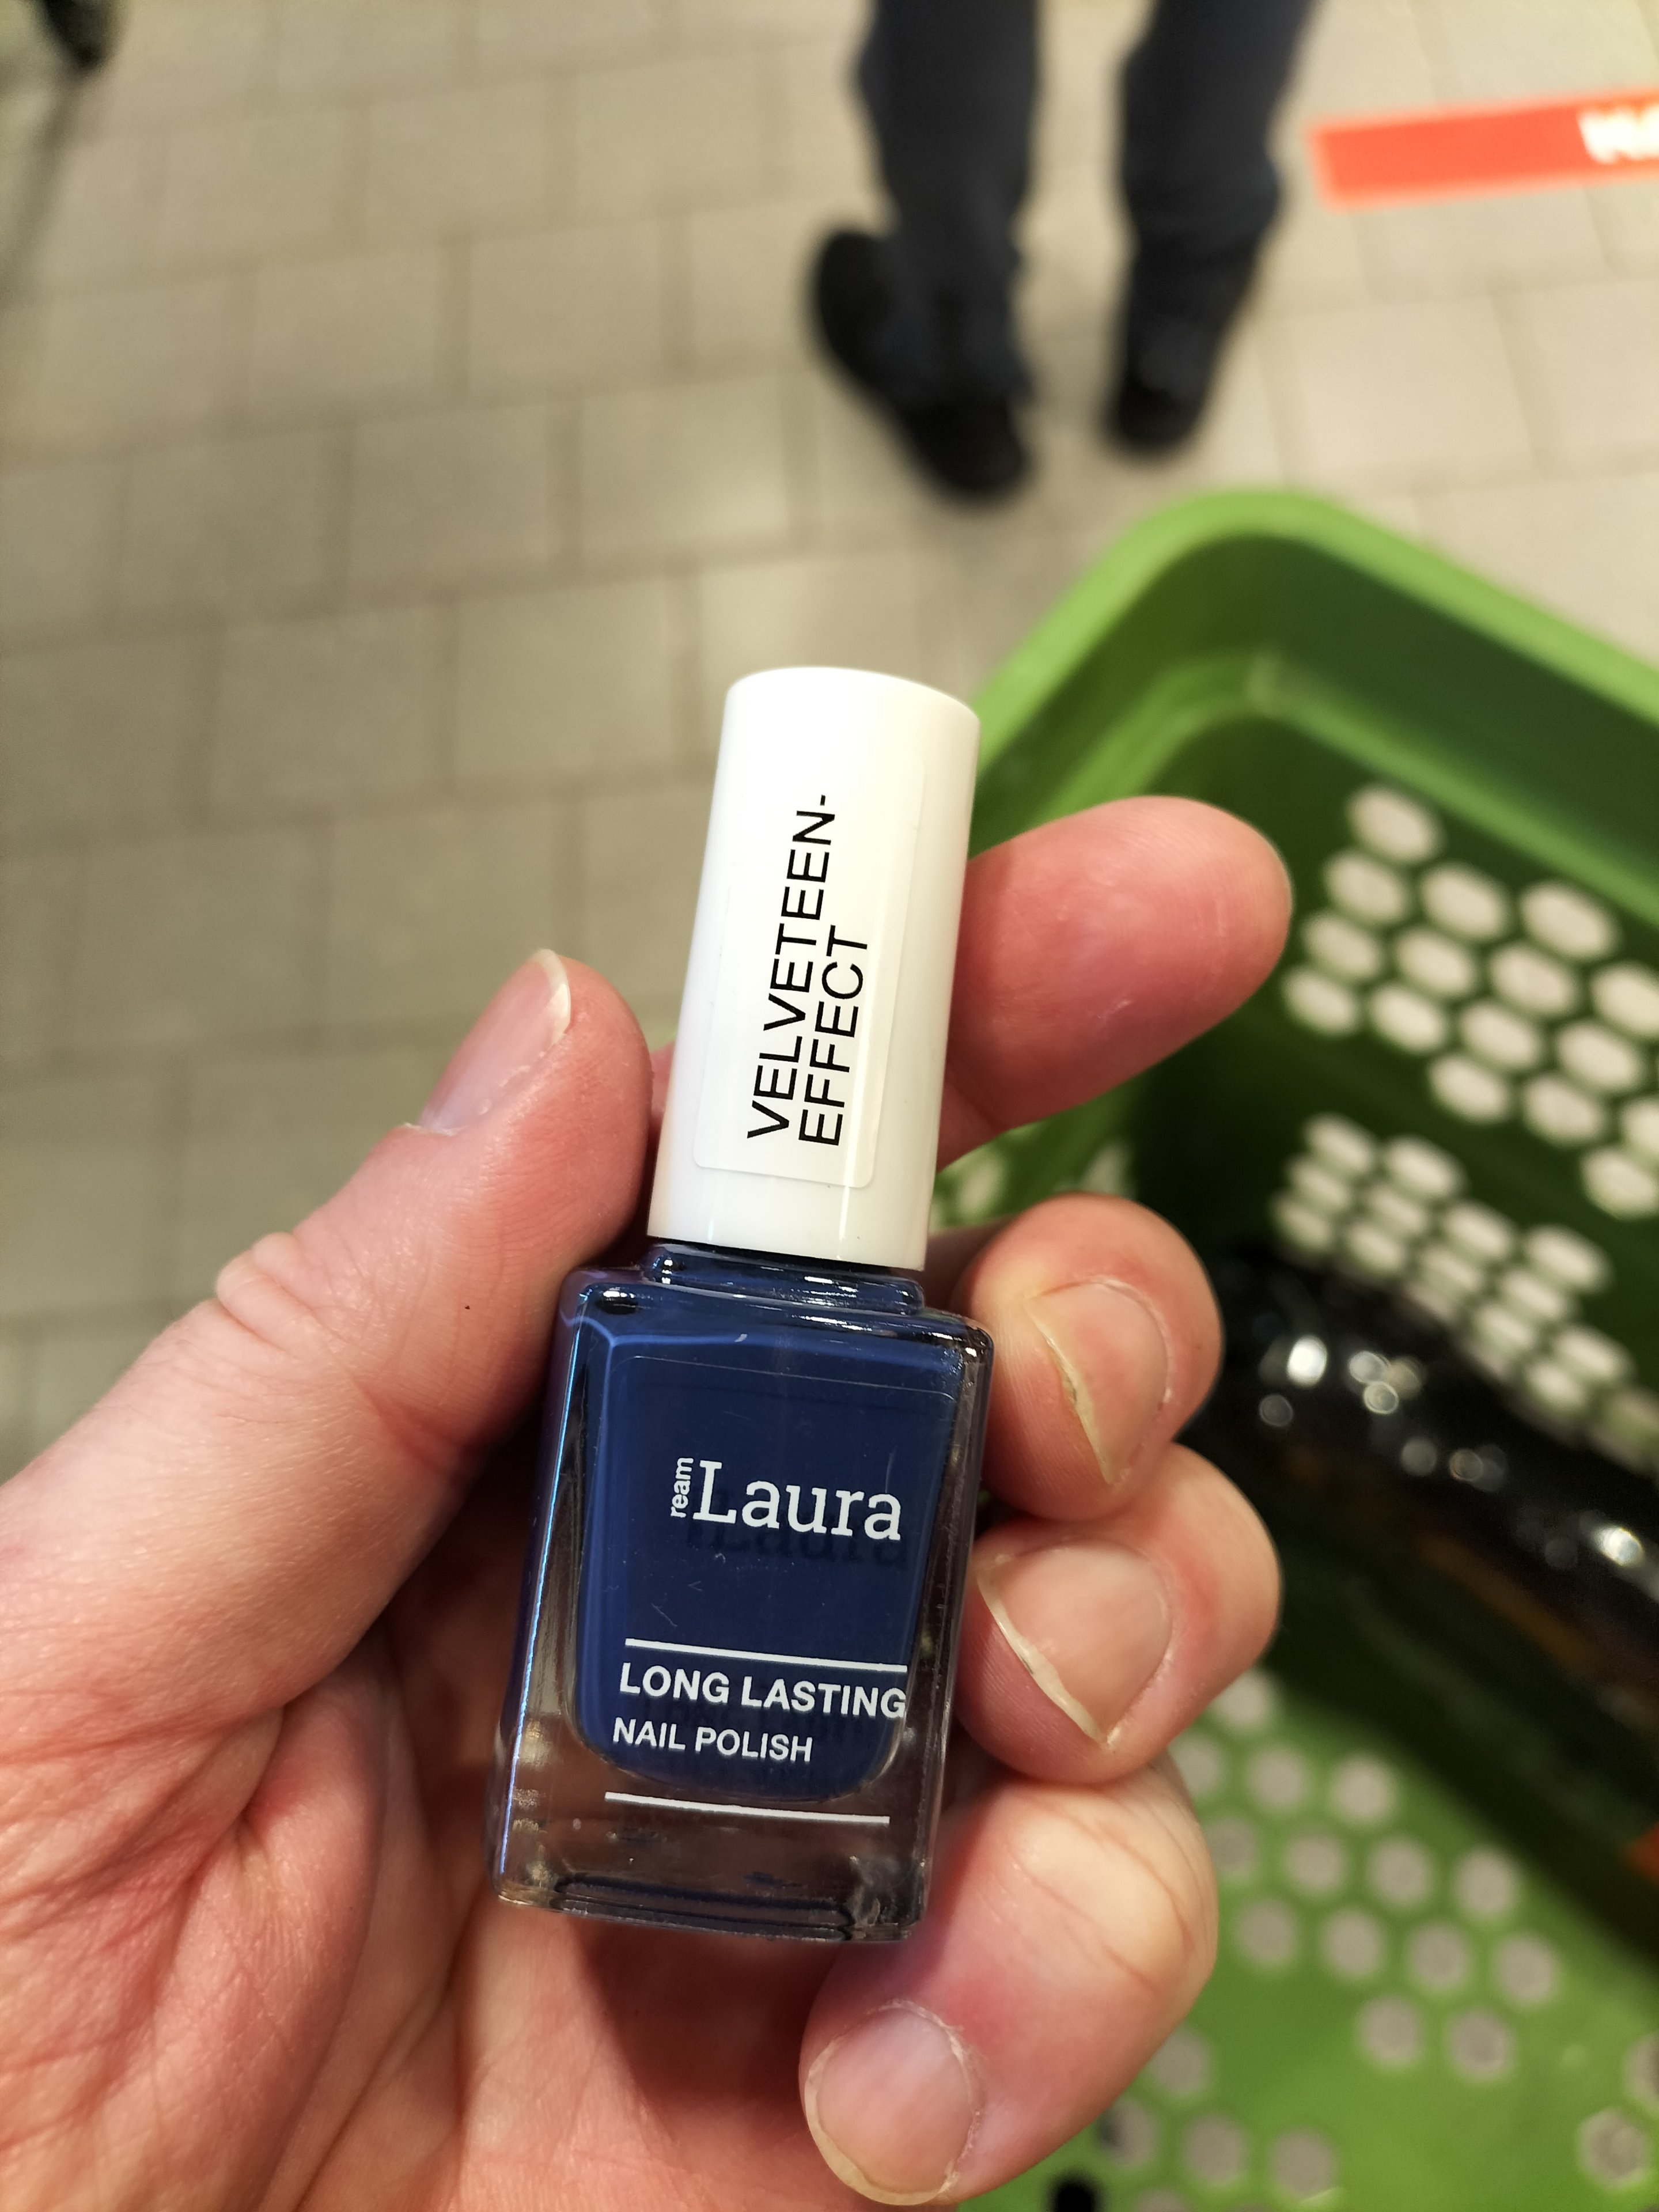 VELVETEEN-
EFFECT
ream Laura
LONG LASTING
NAIL POLISH